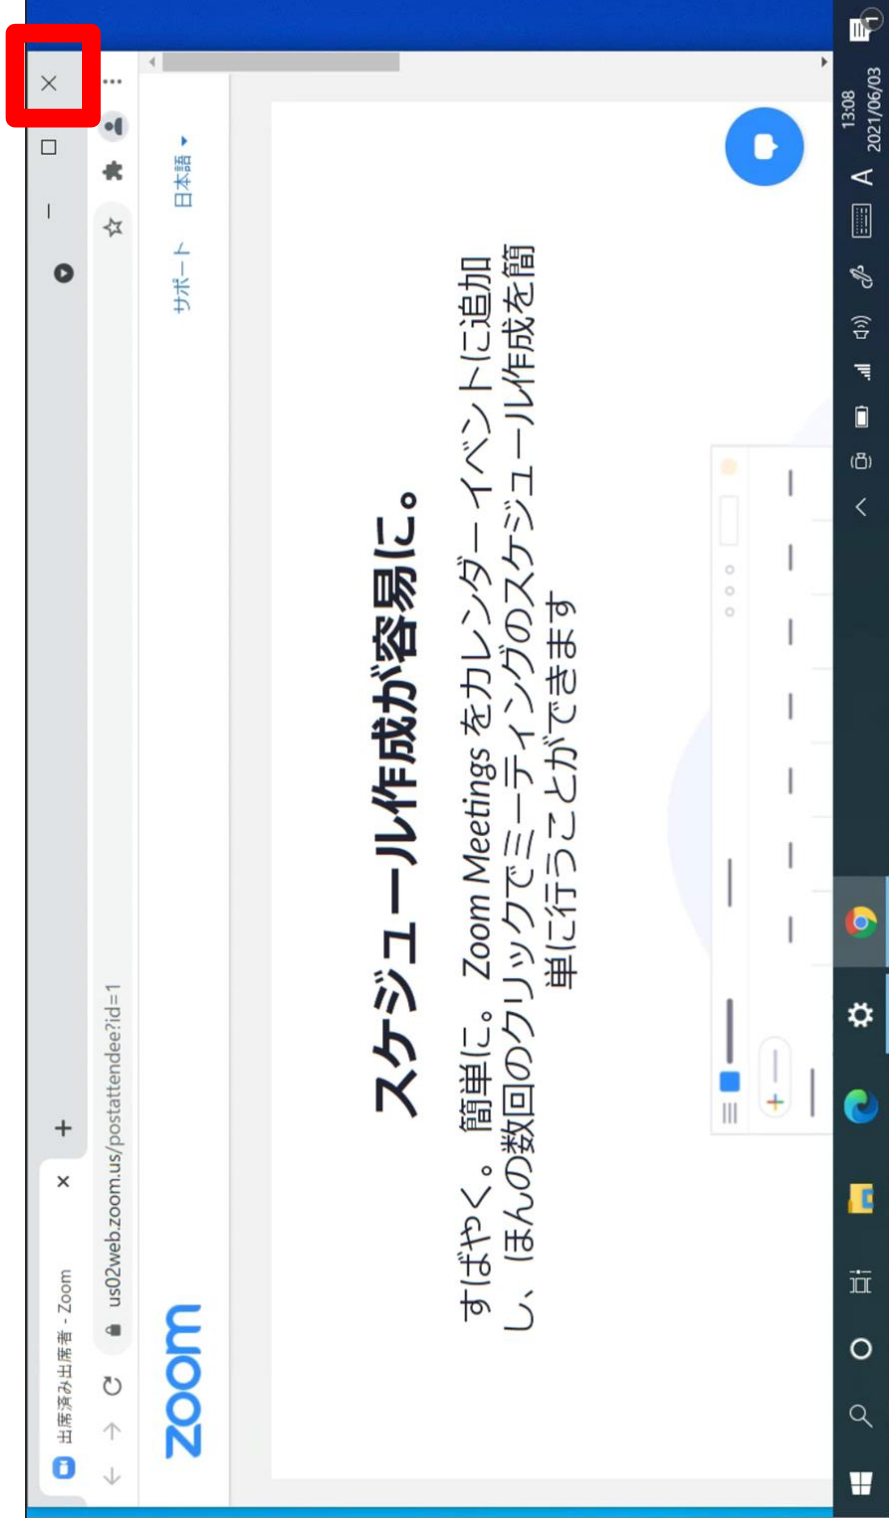 出席済み出席者 - Zoom
us02web.zoom.us/postattendee?id=1
zoom
サポート
日本語
スケジュール作成が容易に。
すばやく。簡単に。Zoom Meetings をカレンダー イベントに追加
し、ほんの数回のクリックでミーティングのスケジュール作成を簡
単に行うことができます
A
13:08
2021/06/03
1